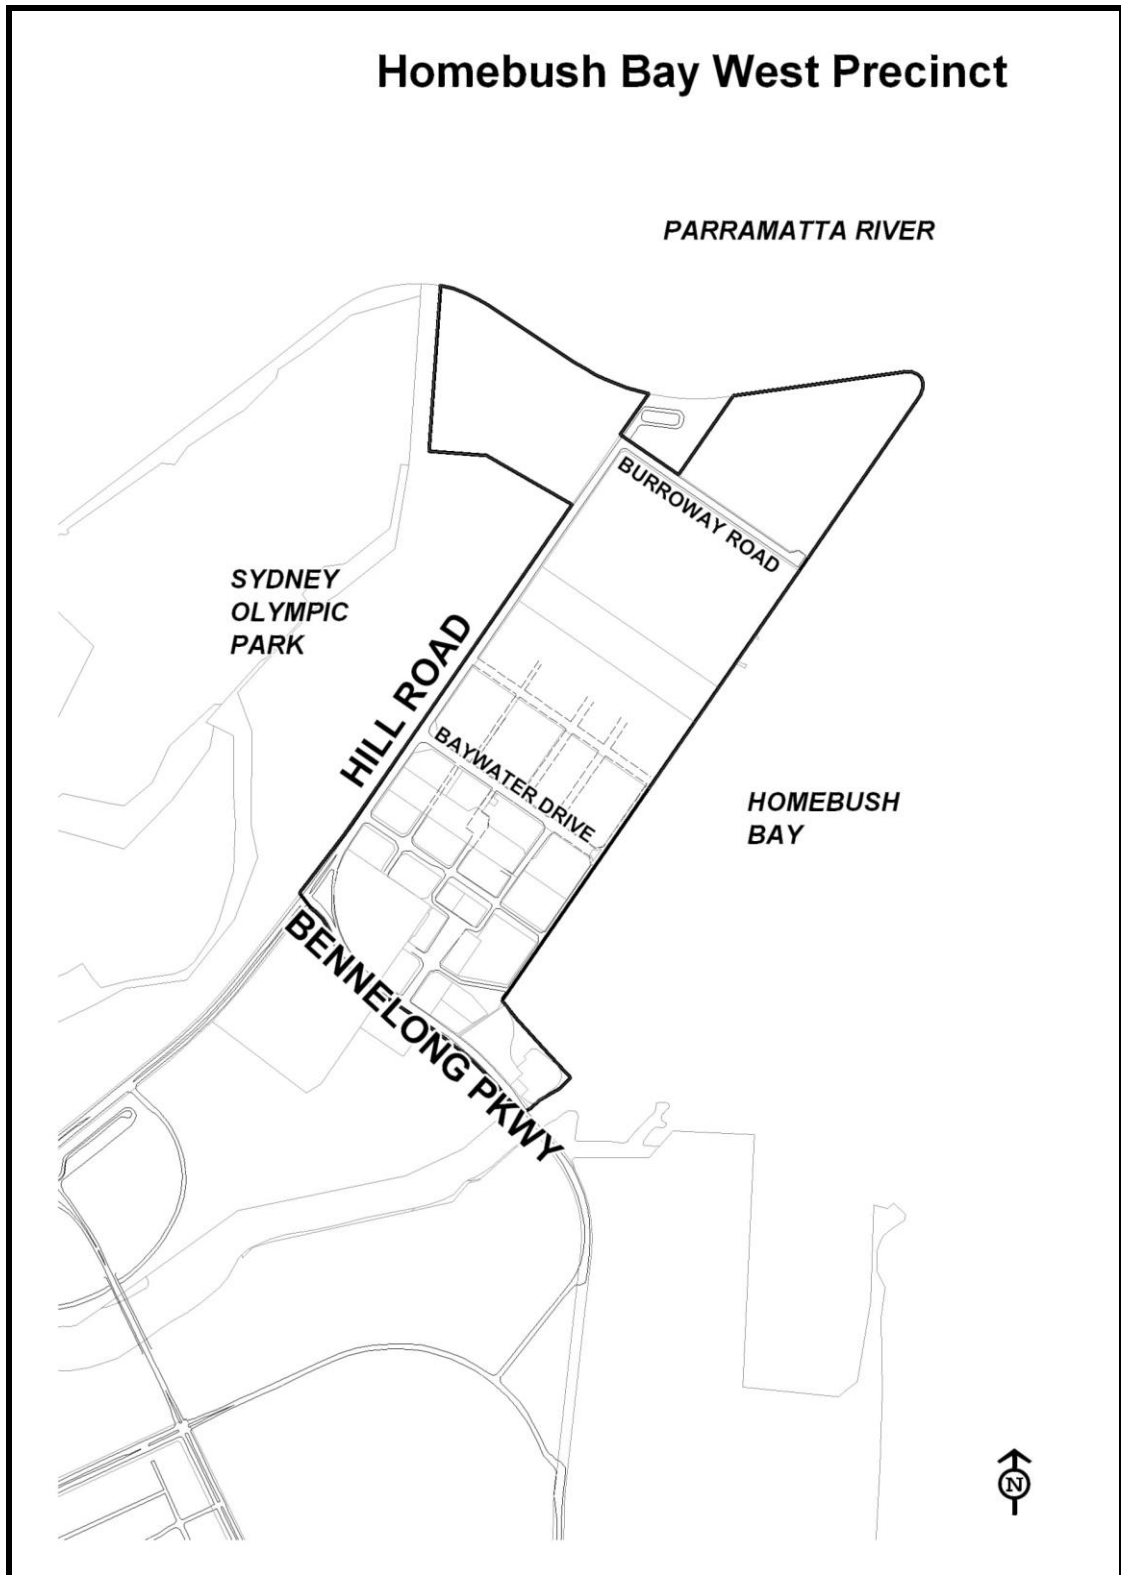 Homebush Bay West Precinct
PARRAMATTA RIVER
BURROWAY ROAD
SYDNEY
OLYMPIC
PARK
HILL ROAD
BAYWATER DRIVE
HOMEBUSH
BAY
BENNELONG PKWY
N